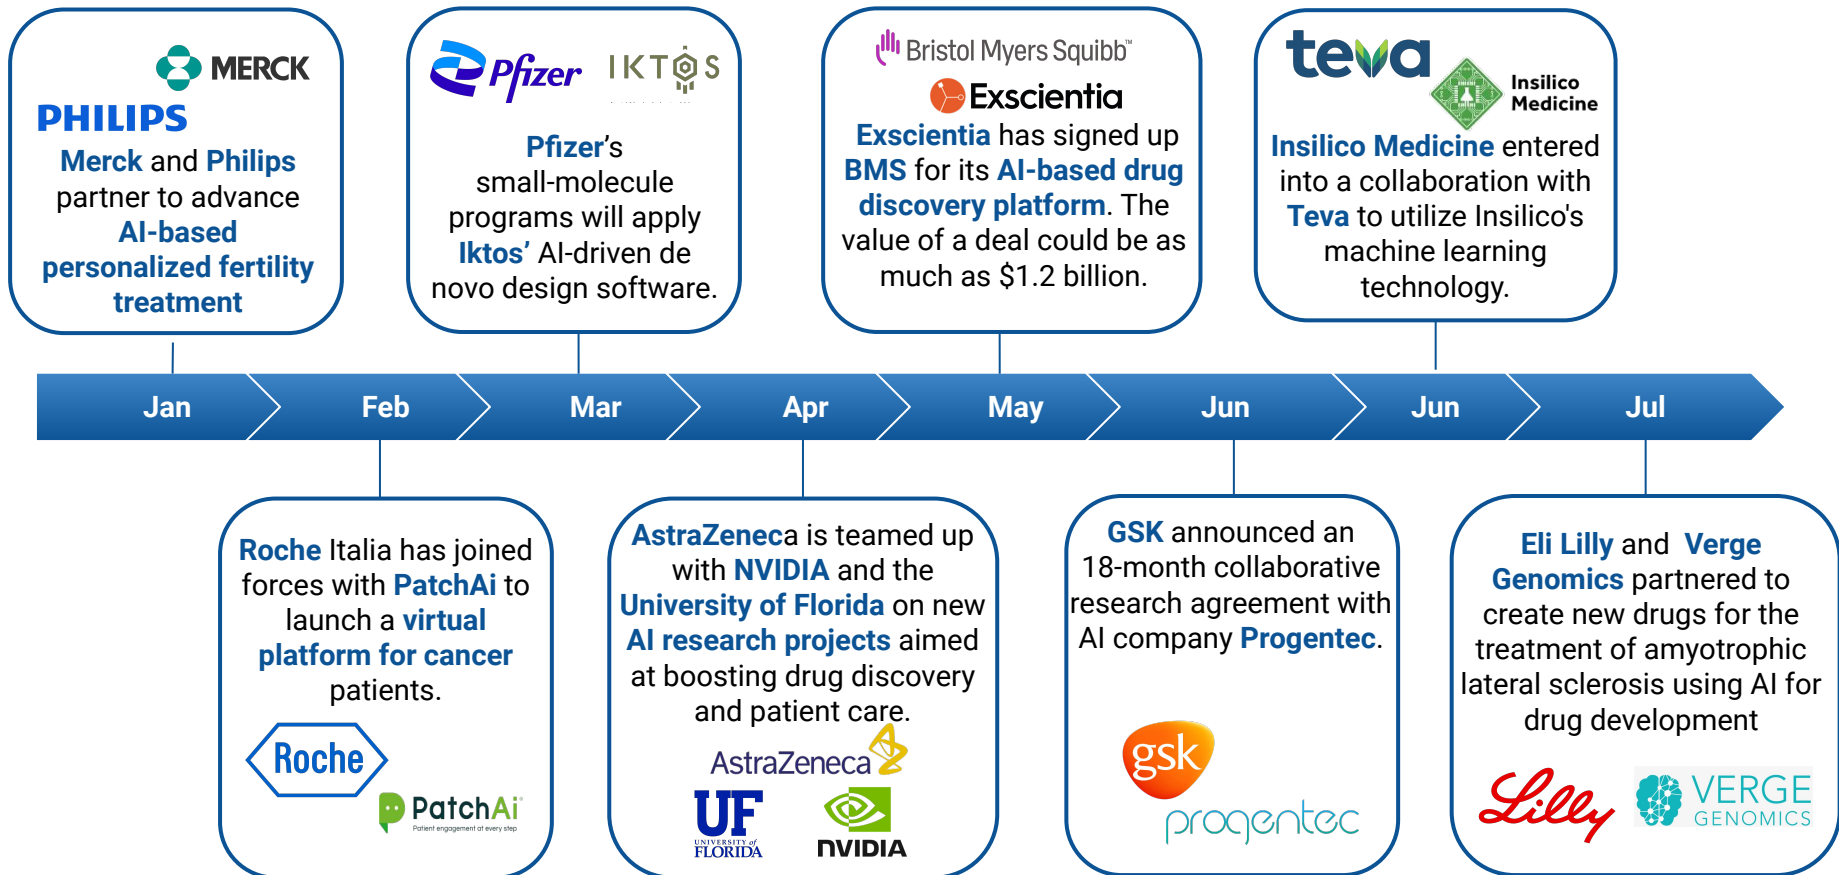 MERCK
PHILIPS
Merck and Philips
partner to advance
AI-based
personalized fertility
treatment
Pfizer
IKTOS
Pfizer's
small-molecule
programs will apply
Iktos' AI-driven de
novo design software.
Bristol Myers Squibb™
Exscientia
Exscientia has signed up
BMS for its AI-based drug
discovery platform. The
value of a deal could be as
much as $1.2 billion.
teva
Insilico
Medicine
Insilico Medicine entered
into a collaboration with
Teva to utilize Insilico's
machine learning
technology.
Jan
Feb
Mar
Apr
May
Jun
Jun
Jul
Roche Italia has joined
forces with PatchAi to
launch a virtual
platform for cancer
patients.
Roche
PatchAi
Patient engagement at every step
AstraZeneca is teamed up
with NVIDIA and the
University of Florida on new
AI research projects aimed
at boosting drug discovery
and patient care.
AstraZeneca
UF
UNIVERSITY of
FLORIDA
NVIDIA
GSK announced an
18-month collaborative
research agreement with
AI company Progentec.
gsk
progentec
Eli Lilly and Verge
Genomics partnered to
create new drugs for the
treatment of amyotrophic
lateral sclerosis using AI for
drug development
Lilly
VERGE
GENOMICS